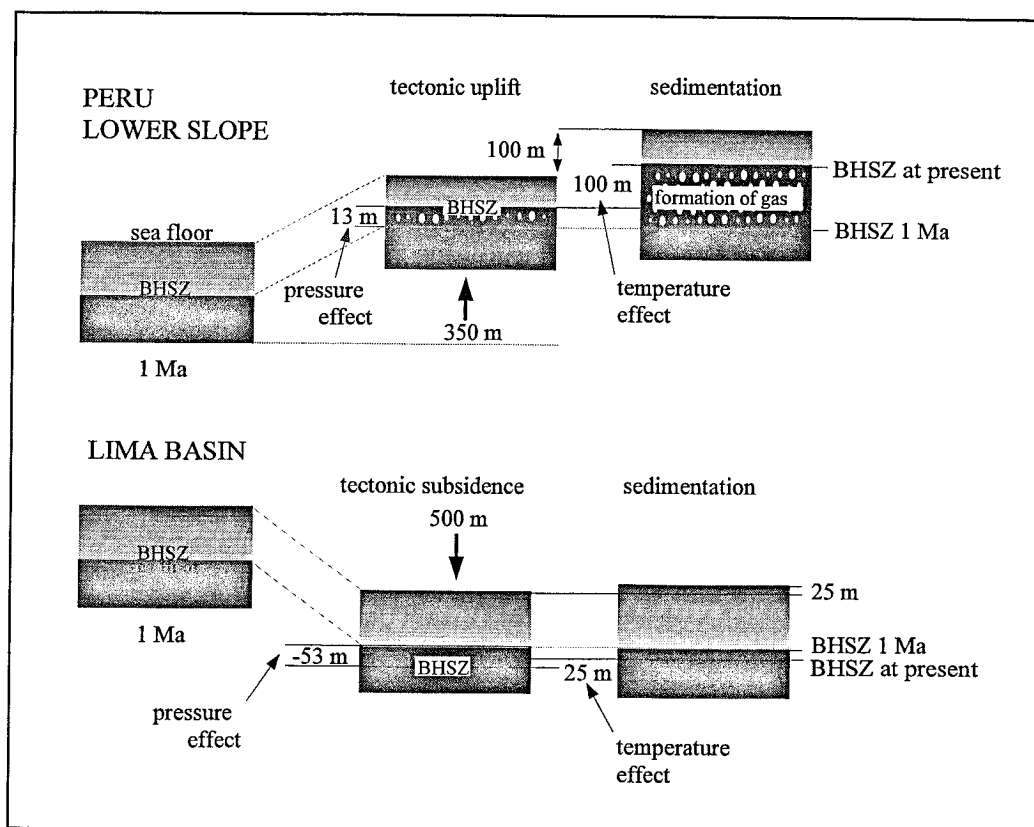 PERU
LOWER SLOPE
tectonic uplift
sedimentation
100 m
BHSZ at present
100 m
BHSZ
formation of gas
13 m
sea floor
BHSZ 1 Ma
BHSZ
pressure
effect
temperature
effect
350 m
1 Ma
LIMA BASIN
tectonic subsidence
sedimentation
500 m
BHSZ
25 m
1 Ma
BHSZ 1 Ma
-53 m
BHSZ
25 m
BHSZ at present
pressure
effect
temperature
effect